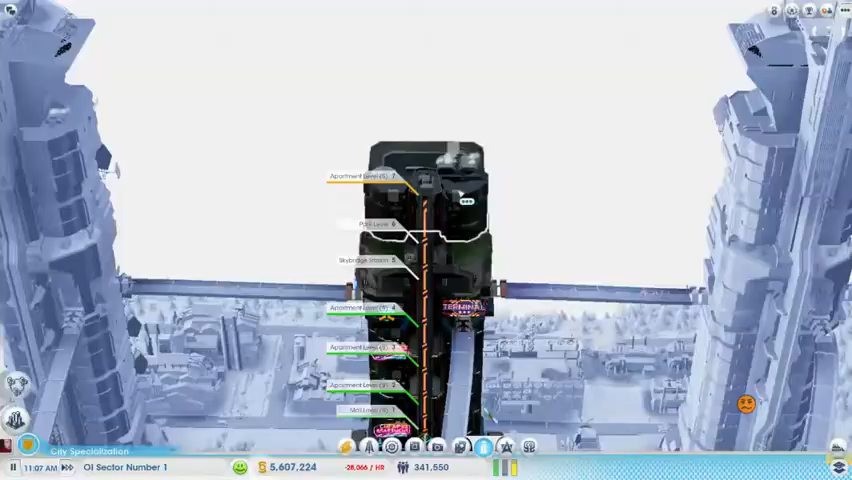 Apartment Level (S) 7
Park Level 6
Skybridge Station 5
Apartment Level (S) 4
TERMINAL
Apartment Level (S) 3
Apartment Level (S) 2
Mall Level (S) 1
City Specialization
11:07 AM
OI Sector Number 1
5,607,224
-28,066 / HR
341,550